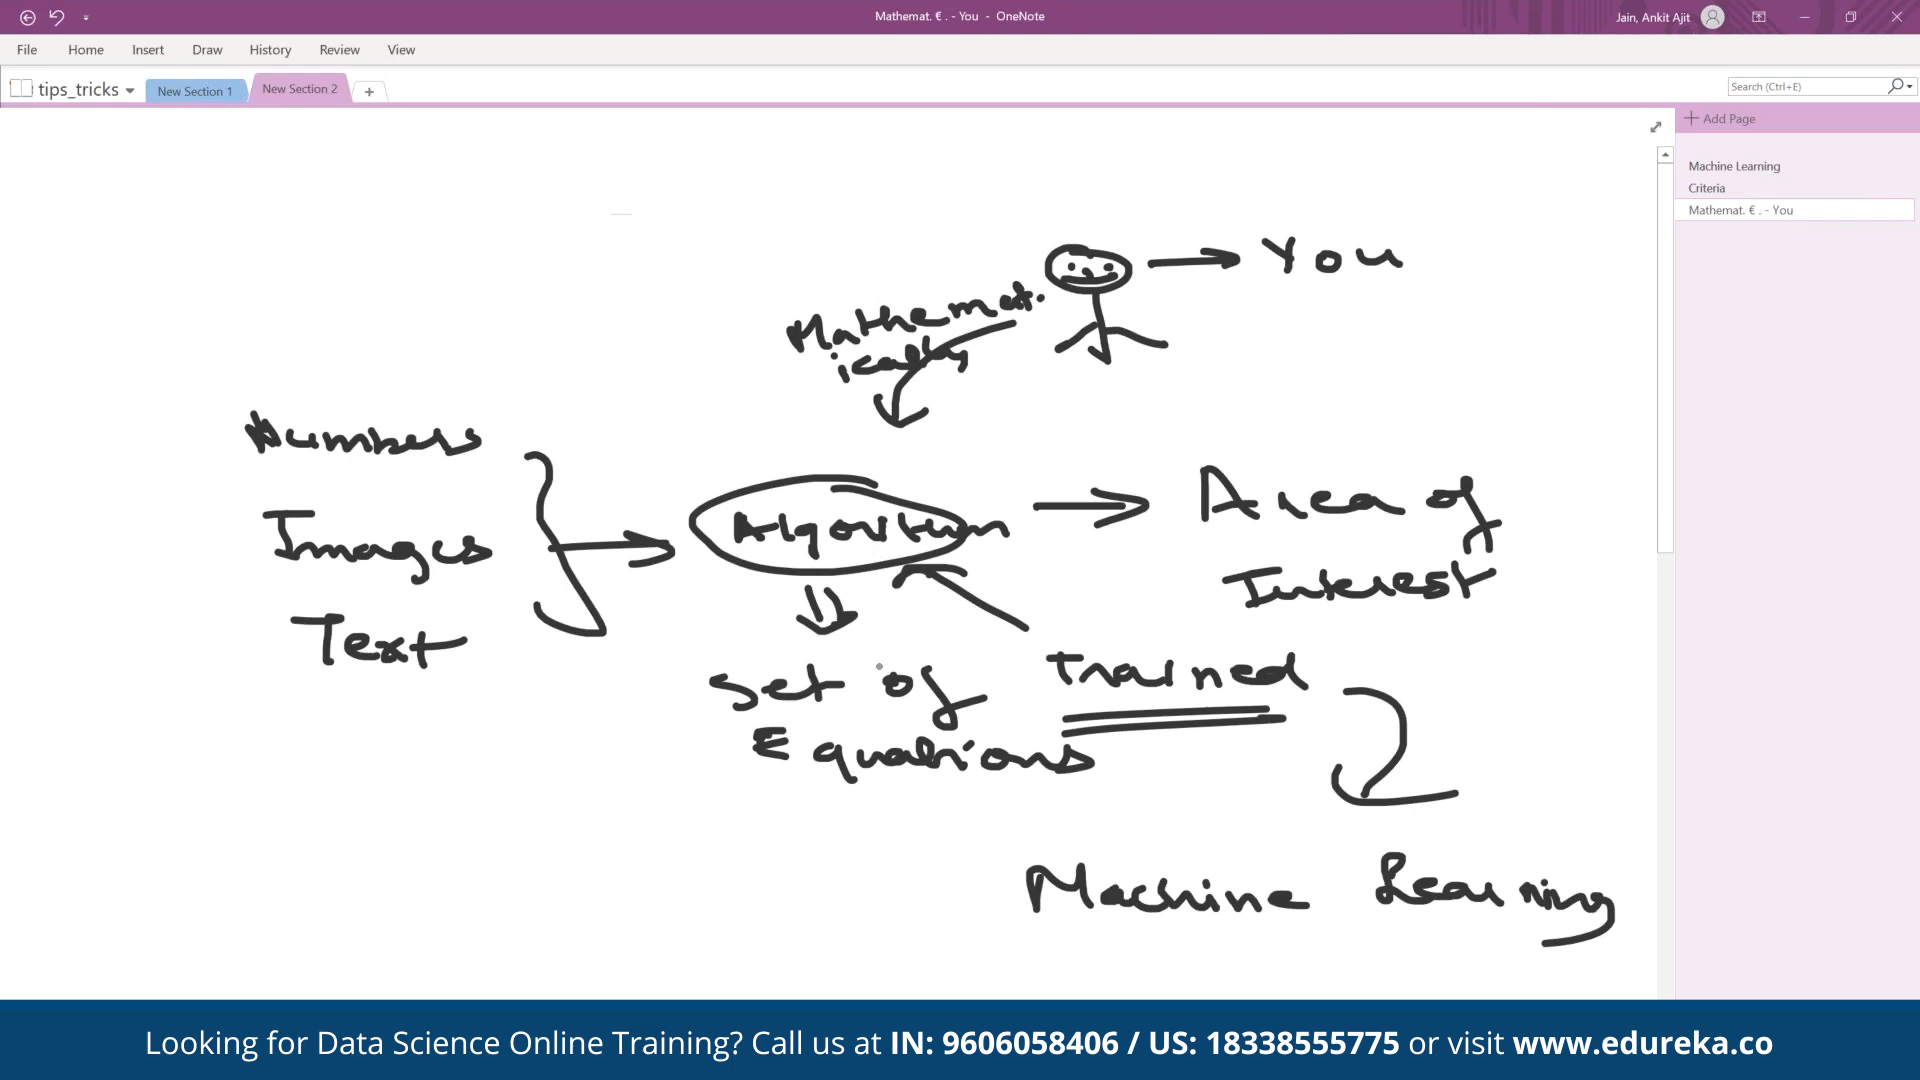 Mathemat. € . - You - OneNote
Jain, Ankit Ajit
File Home Insert Draw History Review View
tips_tricks New Section 1 New Section 2 +
Search (Ctrl+E)
Add Page
Machine Learning
Criteria
Mathemat. € . - You
You
Mathemat.
ically
Numbers
Images
Text
Algorithm
Area of
Interest
Set of
Equations
Trained
Machine Learning
Looking for Data Science Online Training? Call us at IN: 9606058406 / US: 18338555775 or visit www.edureka.co